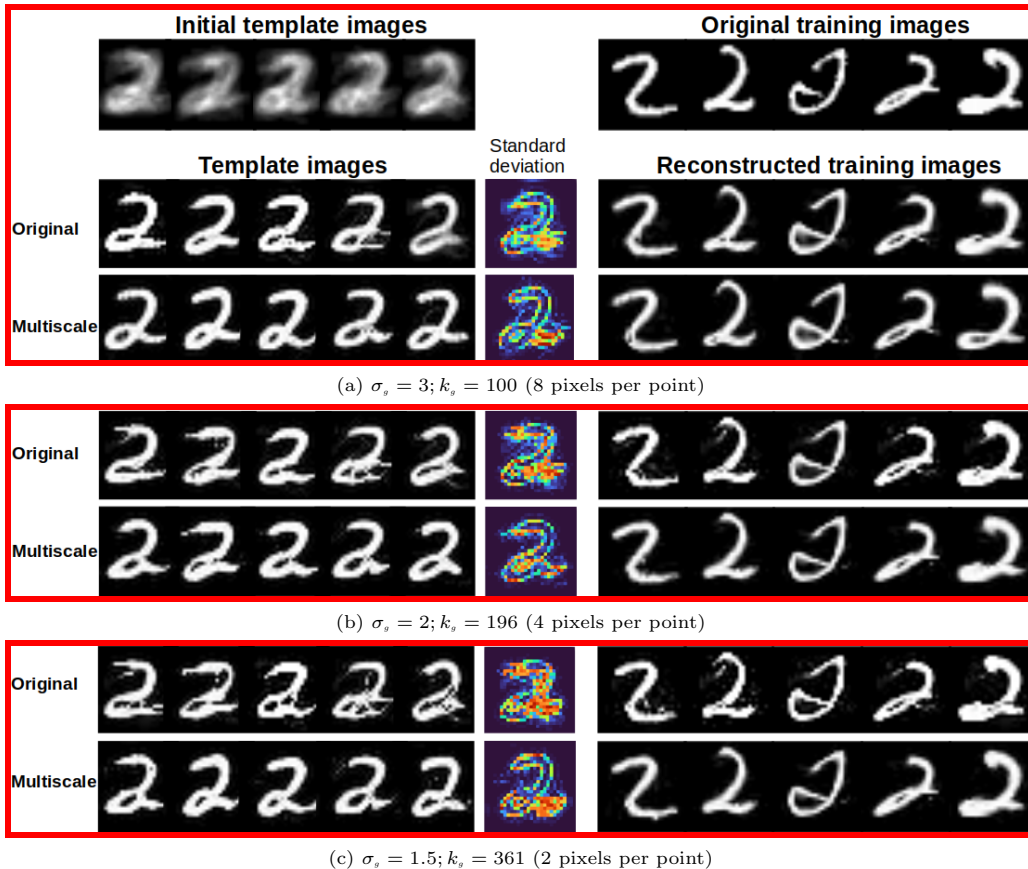 Initial template images
Original training images
Template images
Standard
deviation
Reconstructed training images
Original
Multiscale
(a) σg = 3; kg = 100 (8 pixels per point)
Original
Multiscale
(b) σg = 2; kg = 196 (4 pixels per point)
Original
Multiscale
(c) σg = 1.5; kg = 361 (2 pixels per point)